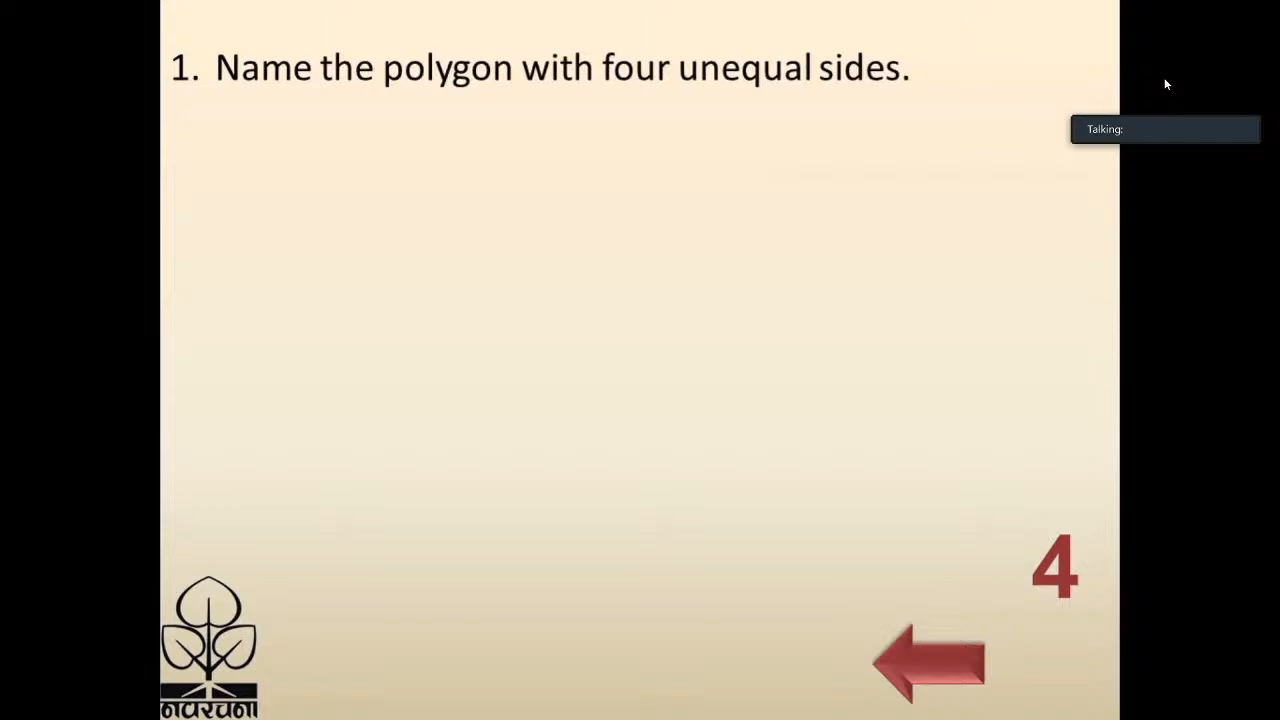 1. Name the polygon with four unequal sides.
Talking:
4
नवरचना